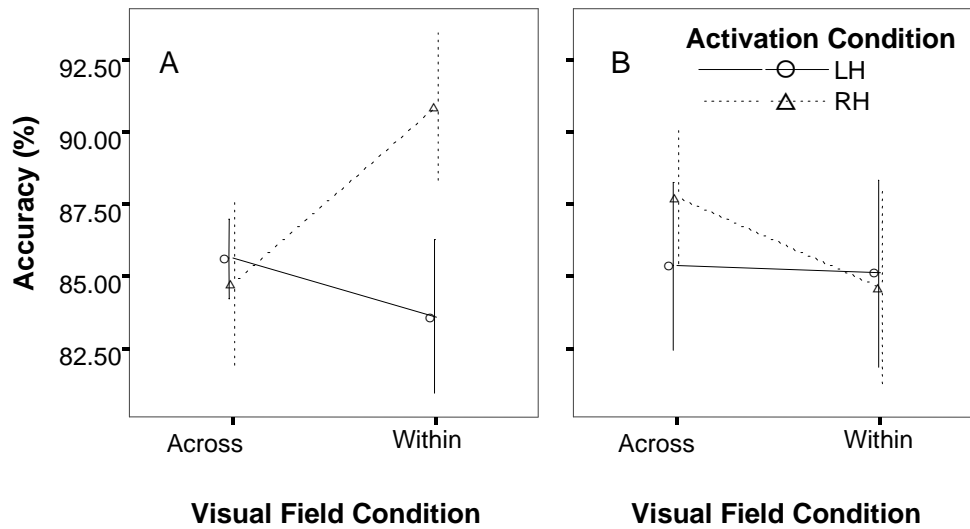 A
B
Activation Condition
LH
RH
Accuracy (%)
92.50
90.00
87.50
85.00
82.50
Across
Within
Across
Within
Visual Field Condition
Visual Field Condition